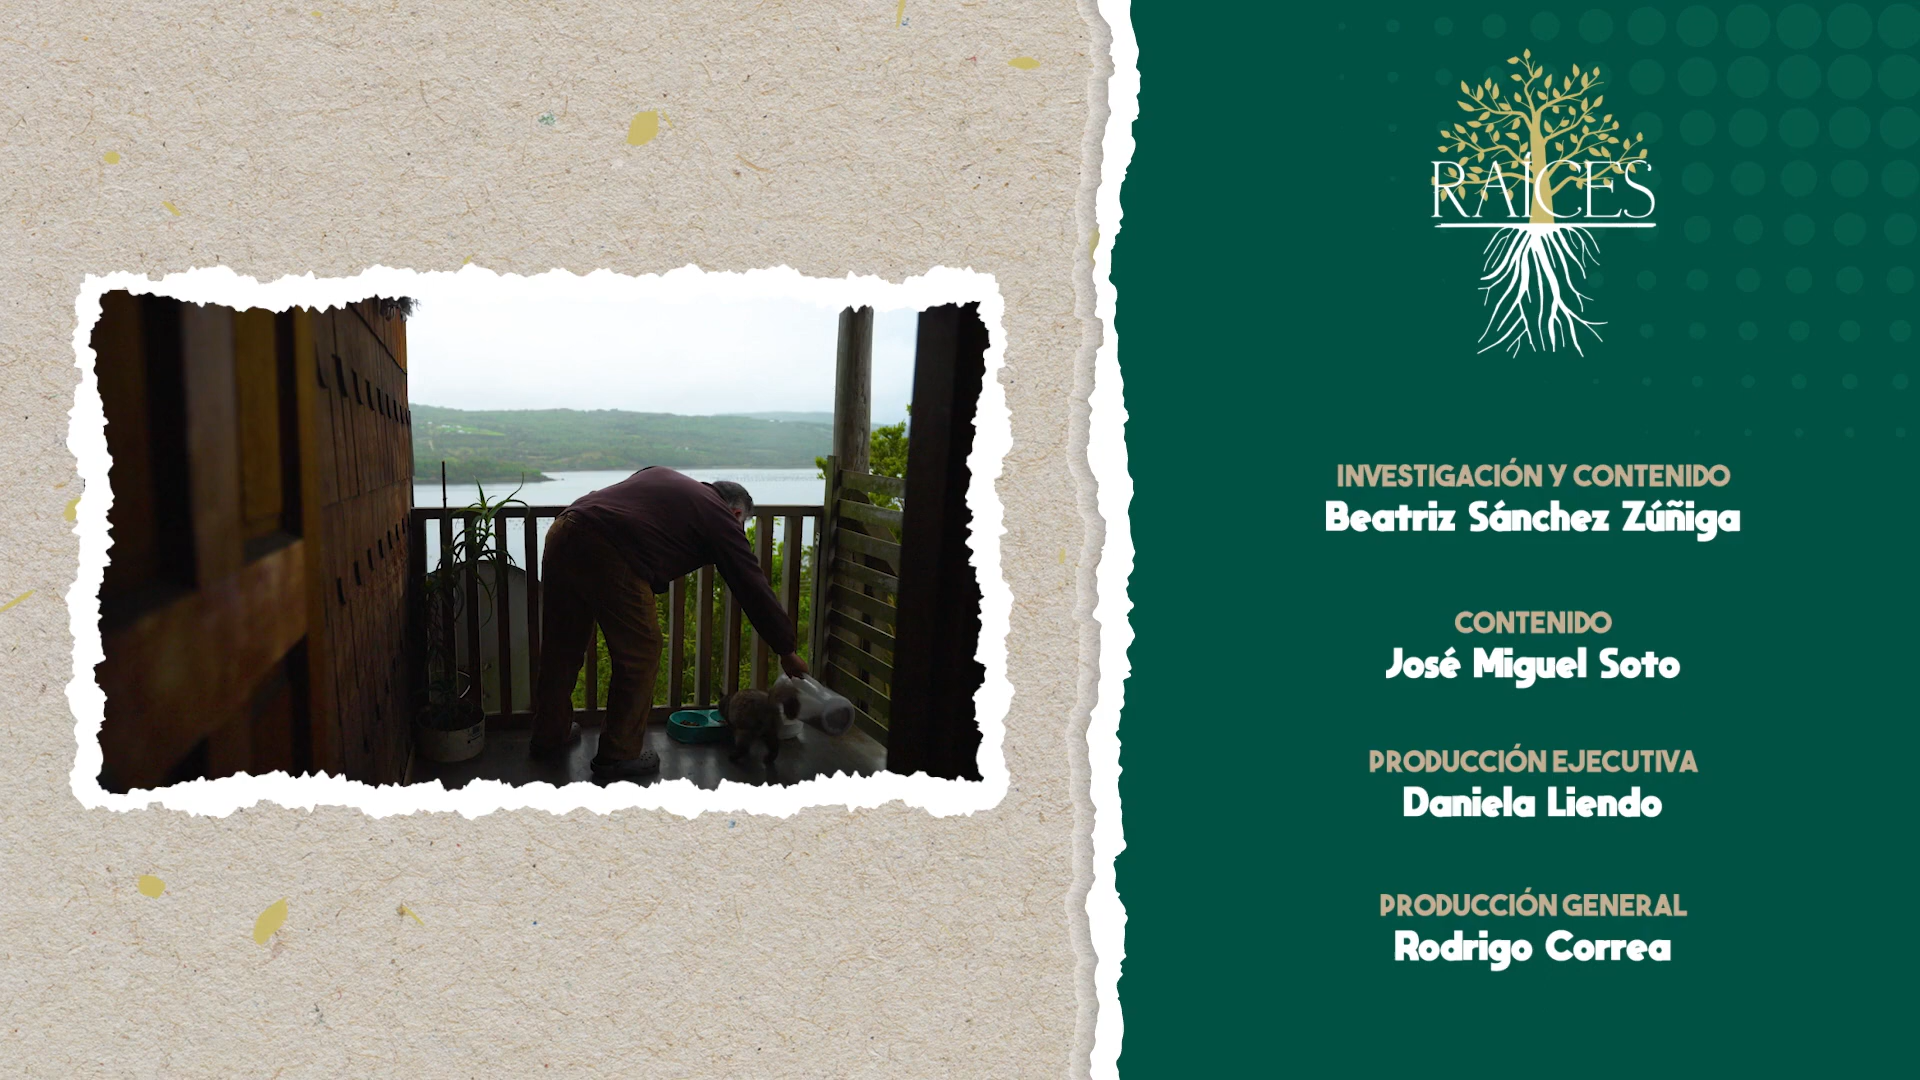 RAÍCES
INVESTIGACIÓN Y CONTENIDO
Beatriz Sánchez Zúñiga
CONTENIDO
José Miguel Soto
PRODUCCIÓN EJECUTIVA
Daniela Liendo
PRODUCCIÓN GENERAL
Rodrigo Correa